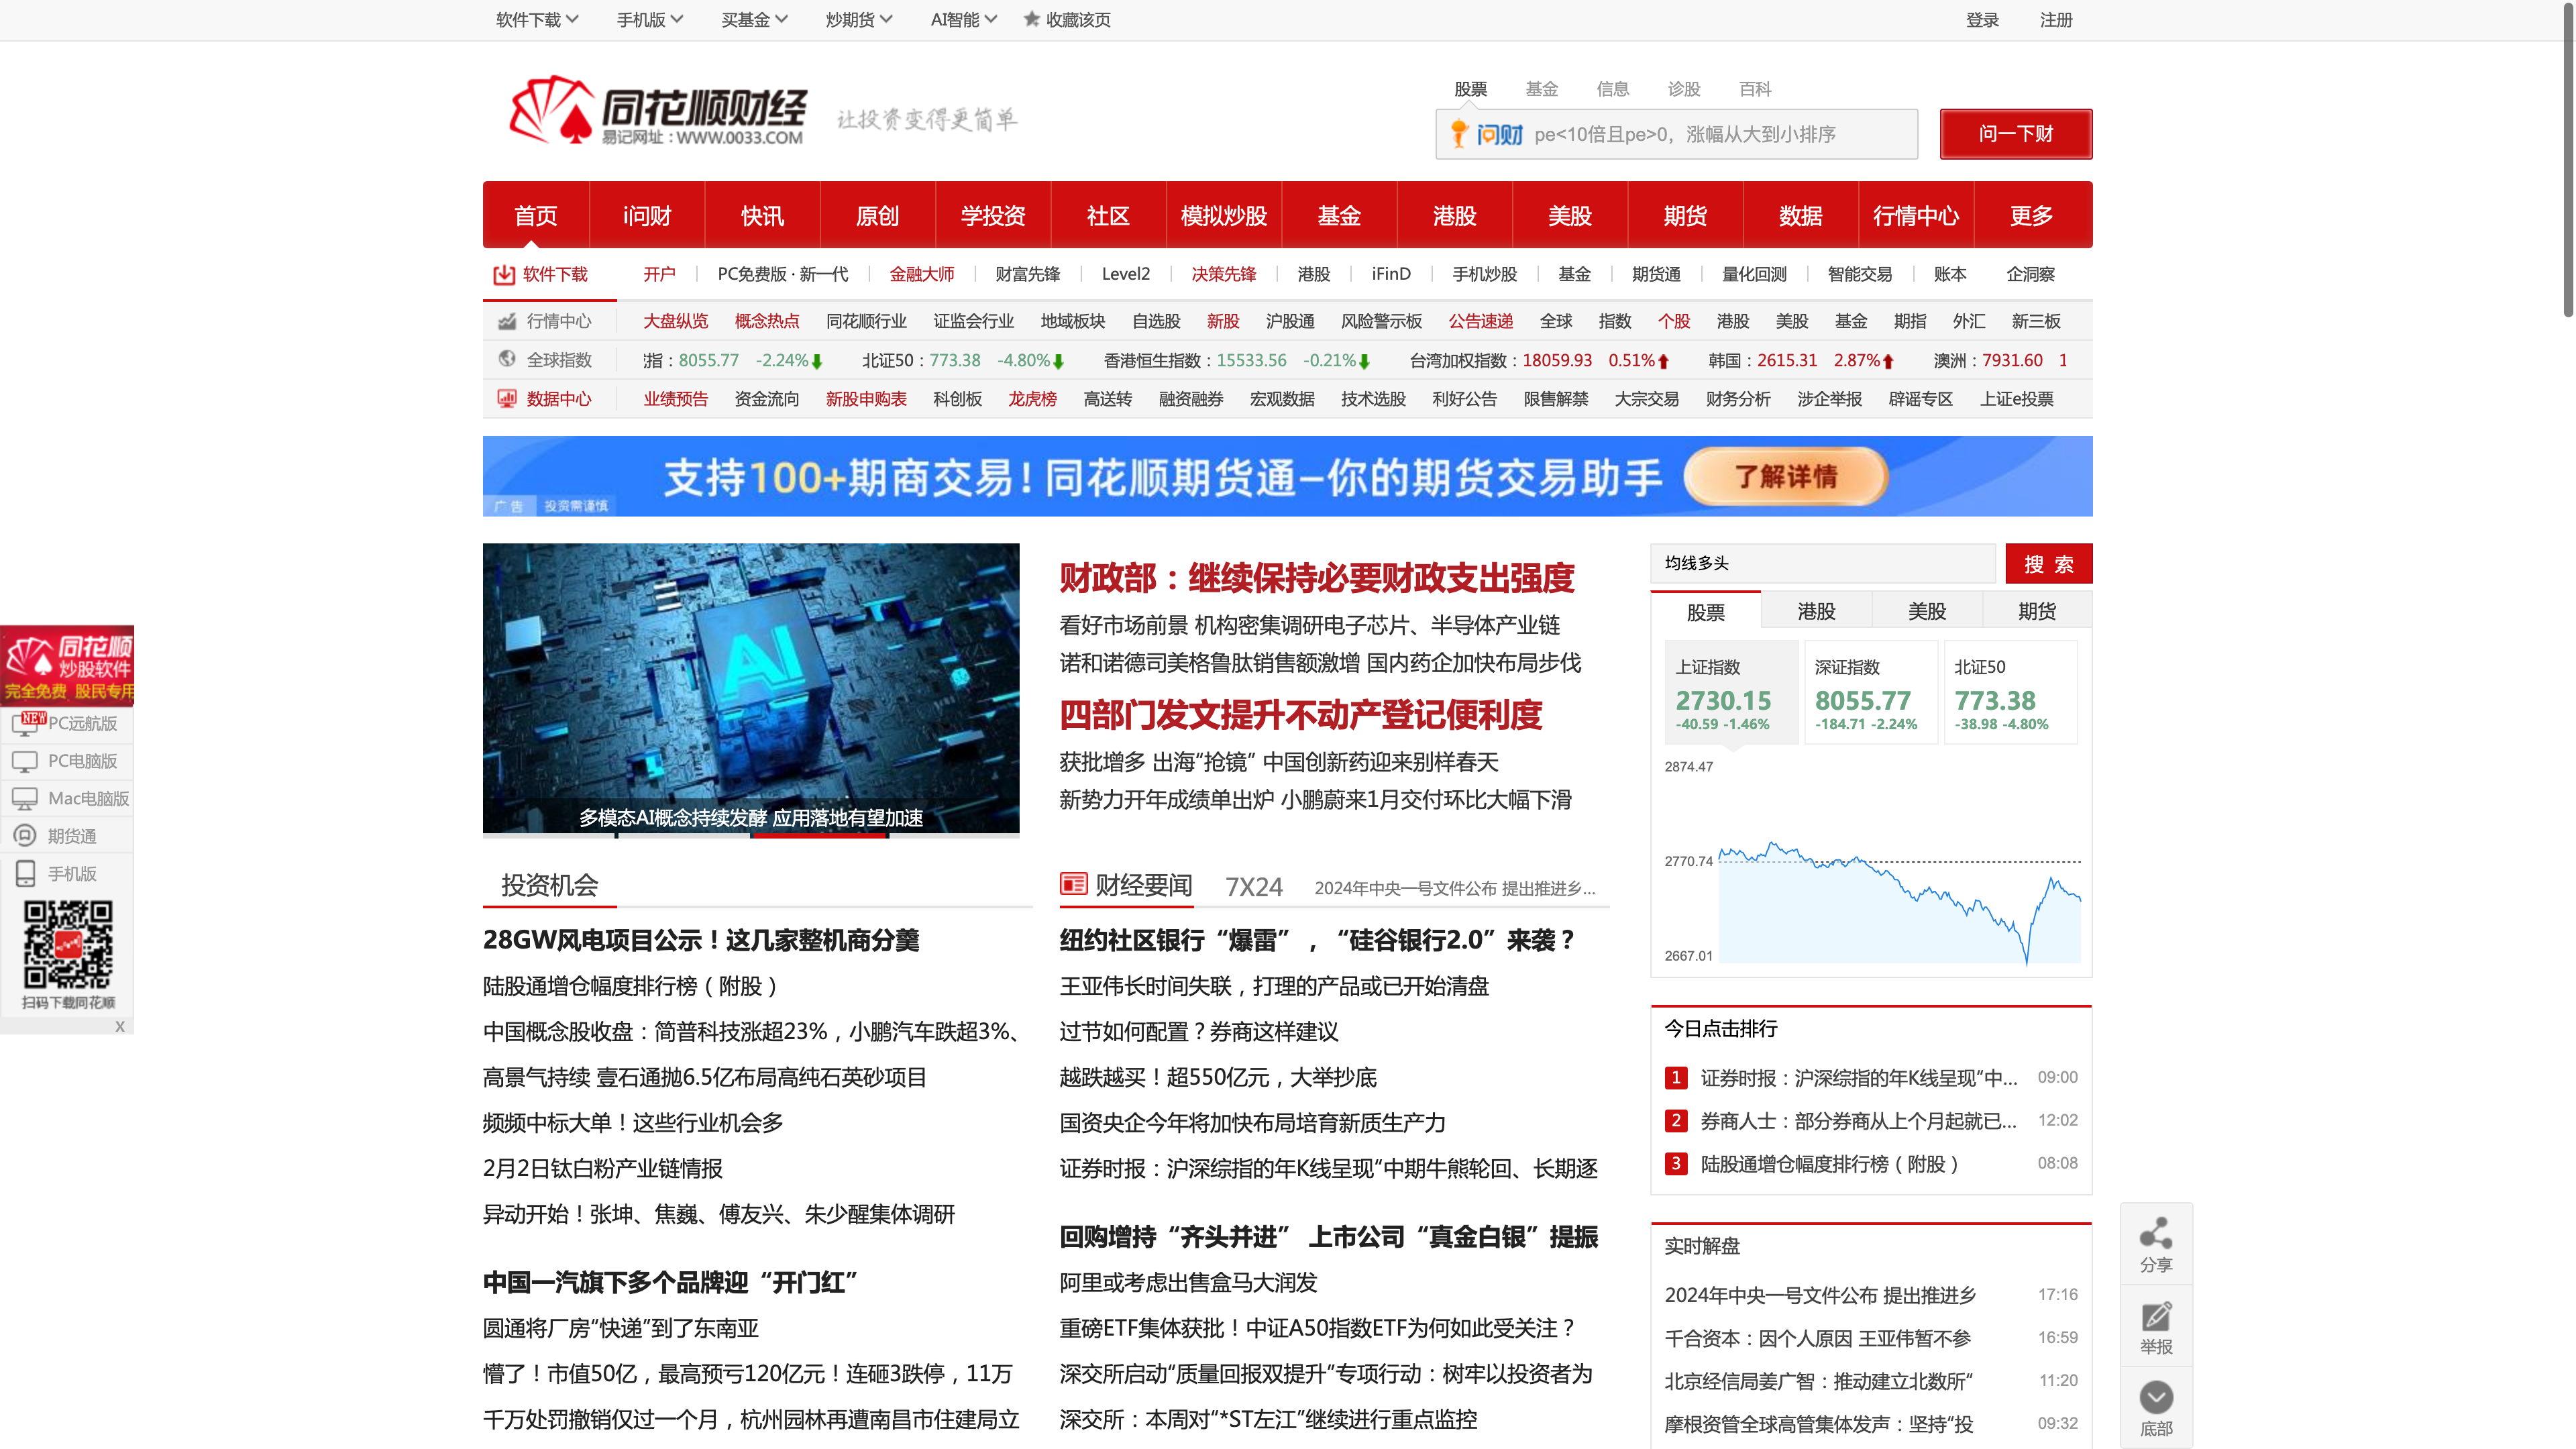 软件下载 手机版 买基金 炒期货 AI智能 收藏该页 登录 注册
同花顺财经
易记网址：WWW.0033.COM
让投资变得更简单
股票 基金 信息 诊股 百科
问财 pe<10倍且pe>0，涨幅从大到小排序 问一下财
首页 i问财 快讯 原创 学投资 社区 模拟炒股 基金 港股 美股 期货 数据 行情中心 更多
软件下载 开户 PC免费版·新一代 金融大师 财富先锋 Level2 决策先锋 港股 iFinD 手机炒股 基金 期货通 量化回测 智能交易 账本 企洞察
行情中心 大盘纵览 概念热点 同花顺行业 证监会行业 地域板块 自选股 新股 沪股通 风险警示板 公告速递 全球 指数 个股 港股 美股 基金 期指 外汇 新三板
全球指数 指：8055.77 -2.24% 北证50：773.38 -4.80% 香港恒生指数：15533.56 -0.21% 台湾加权指数：18059.93 0.51% 韩国：2615.31 2.87% 澳洲：7931.60 1
数据中心 业绩预告 资金流向 新股申购表 科创板 龙虎榜 高送转 融资融券 宏观数据 技术选股 利好公告 限售解禁 大宗交易 财务分析 涉企举报 辟谣专区 上证e投票
支持100+期商交易！同花顺期货通-你的期货交易助手 了解详情
广告 投资需谨慎
AI
多模态AI概念持续发酵 应用落地有望加速
财政部：继续保持必要财政支出强度
看好市场前景 机构密集调研电子芯片、半导体产业链
诺和诺德司美格鲁肽销售额激增 国内药企加快布局步伐
四部门发文提升不动产登记便利度
获批增多 出海“抢镜” 中国创新药迎来别样春天
新势力开年成绩单出炉 小鹏蔚来1月交付环比大幅下滑
均线多头 搜 索
股票 港股 美股 期货
上证指数 深证指数 北证50
2730.15 8055.77 773.38
-40.59 -1.46% -184.71 -2.24% -38.98 -4.80%
2874.47
2770.74
2667.01
同花顺
炒股软件
完全免费 股民专用
NEW PC远航版
PC电脑版
Mac电脑版
期货通
手机版
扫码下载同花顺
X
投资机会
28GW风电项目公示！这几家整机商分羹
陆股通增仓幅度排行榜（附股）
中国概念股收盘：简普科技涨超23%，小鹏汽车跌超3%、
高景气持续 壹石通抛6.5亿布局高纯石英砂项目
频频中标大单！这些行业机会多
2月2日钛白粉产业链情报
异动开始！张坤、焦巍、傅友兴、朱少醒集体调研
中国一汽旗下多个品牌迎“开门红”
圆通将厂房“快递”到了东南亚
懵了！市值50亿，最高预亏120亿元！连砸3跌停，11万
千万处罚撤销仅过一个月，杭州园林再遭南昌市住建局立
财经要闻 7X24 2024年中央一号文件公布 提出推进乡...
纽约社区银行“爆雷”，“硅谷银行2.0”来袭？
王亚伟长时间失联，打理的产品或已开始清盘
过节如何配置？券商这样建议
越跌越买！超550亿元，大举抄底
国资央企今年将加快布局培育新质生产力
证券时报：沪深综指的年K线呈现“中期牛熊轮回、长期逐
回购增持“齐头并进” 上市公司“真金白银”提振
阿里或考虑出售盒马大润发
重磅ETF集体获批！中证A50指数ETF为何如此受关注？
深交所启动“质量回报双提升”专项行动：树牢以投资者为
深交所：本周对“*ST左江”继续进行重点监控
今日点击排行
1 证券时报：沪深综指的年K线呈现“中... 09:00
2 券商人士：部分券商从上个月起就已... 12:02
3 陆股通增仓幅度排行榜（附股） 08:08
实时解盘
2024年中央一号文件公布 提出推进乡 17:16
千合资本：因个人原因 王亚伟暂不参 16:59
北京经信局姜广智：推动建立北数所“ 11:20
摩根资管全球高管集体发声：坚持“投 09:32
分享
举报
底部